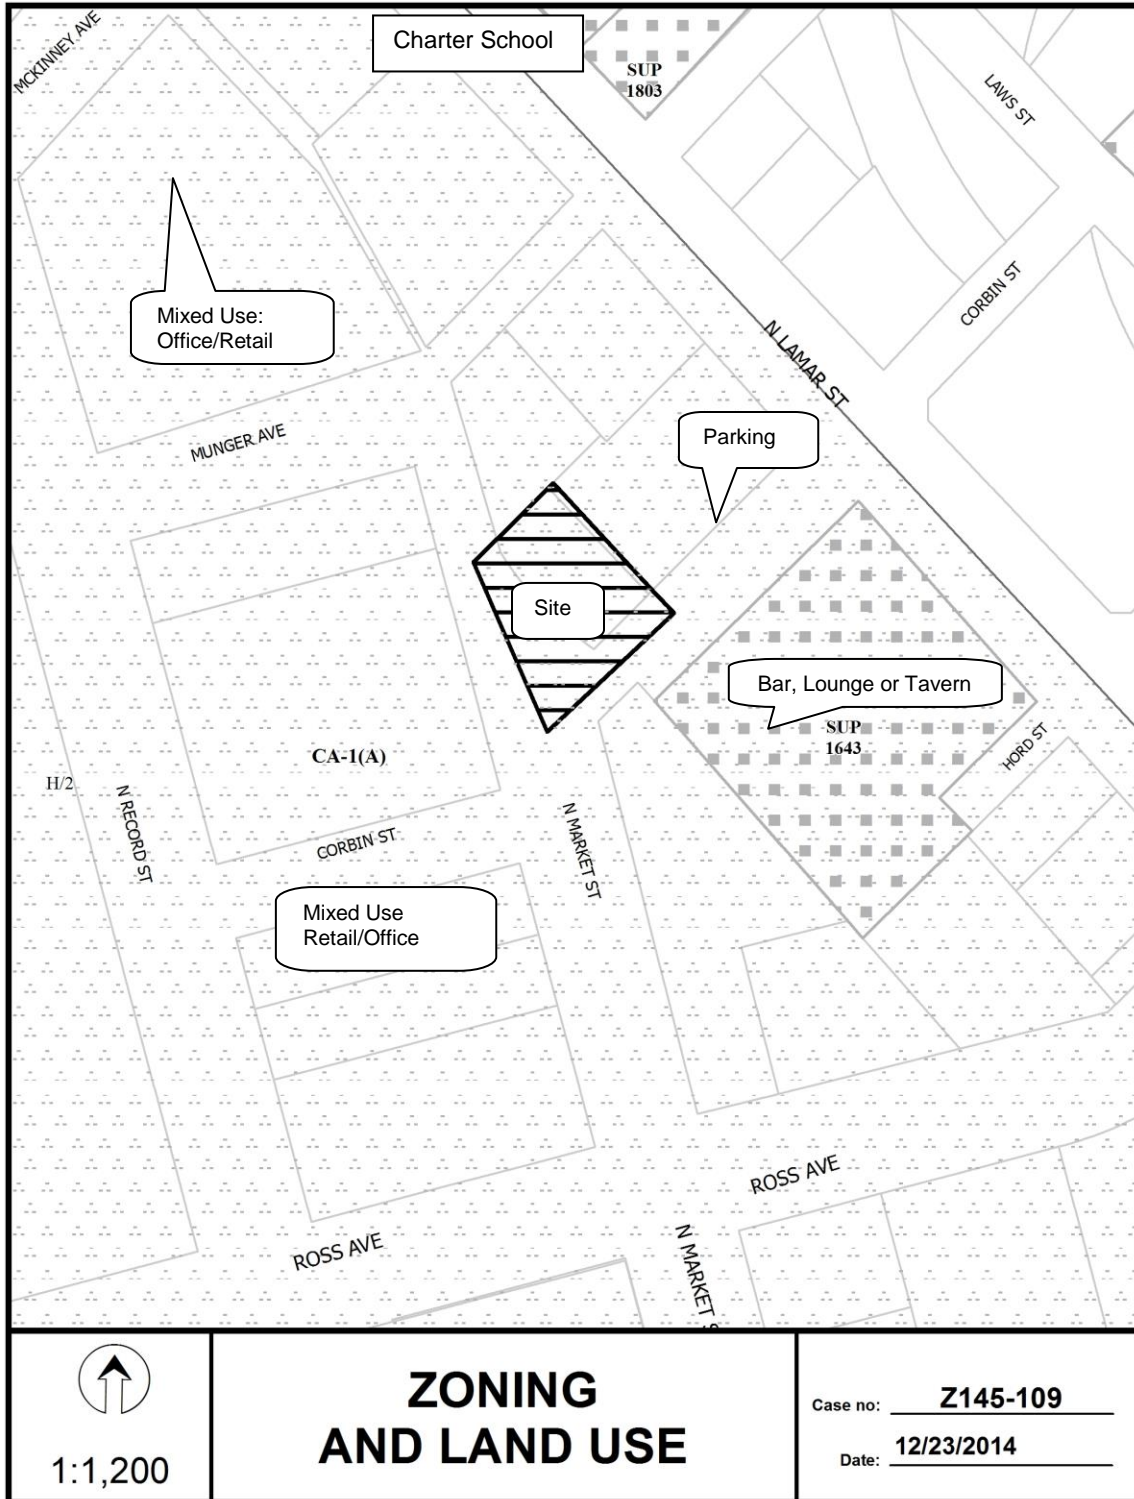 MCKINNEY AVE
Charter School
SUP
1803
LAWS ST
Mixed Use:
Office/Retail
CORBIN ST
N LAMAR ST
MUNGER AVE
Parking
Site
Bar, Lounge or Tavern
SUP
1643
HORD ST
CA-1(A)
H/2
N RECORD ST
CORBIN ST
N MARKET ST
Mixed Use
Retail/Office
ROSS AVE
ROSS AVE
N MARKET S
1:1,200
ZONING
AND LAND USE
Case no: Z145-109
Date: 12/23/2014